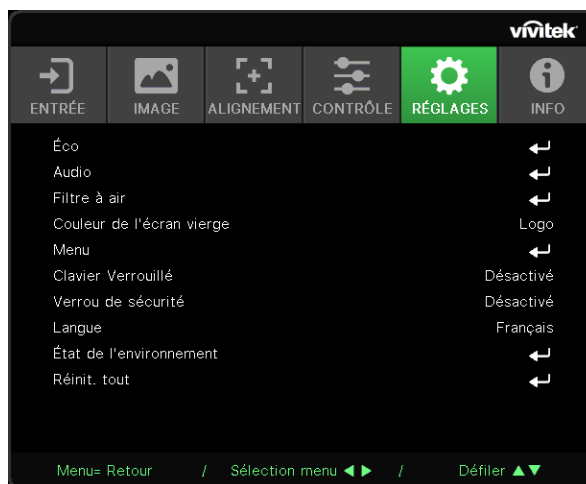 vivitek
ENTRÉE IMAGE ALIGNEMENT CONTRÔLE RÉGLAGES INFO
Éco
Audio
Filtre à air
Couleur de l'écran vierge Logo
Menu
Clavier Verrouillé Désactivé
Verrou de sécurité Désactivé
Langue Français
État de l'environnement
Réinit. tout
Menu= Retour / Sélection menu ◀ ▶ / Défiler ▲▼